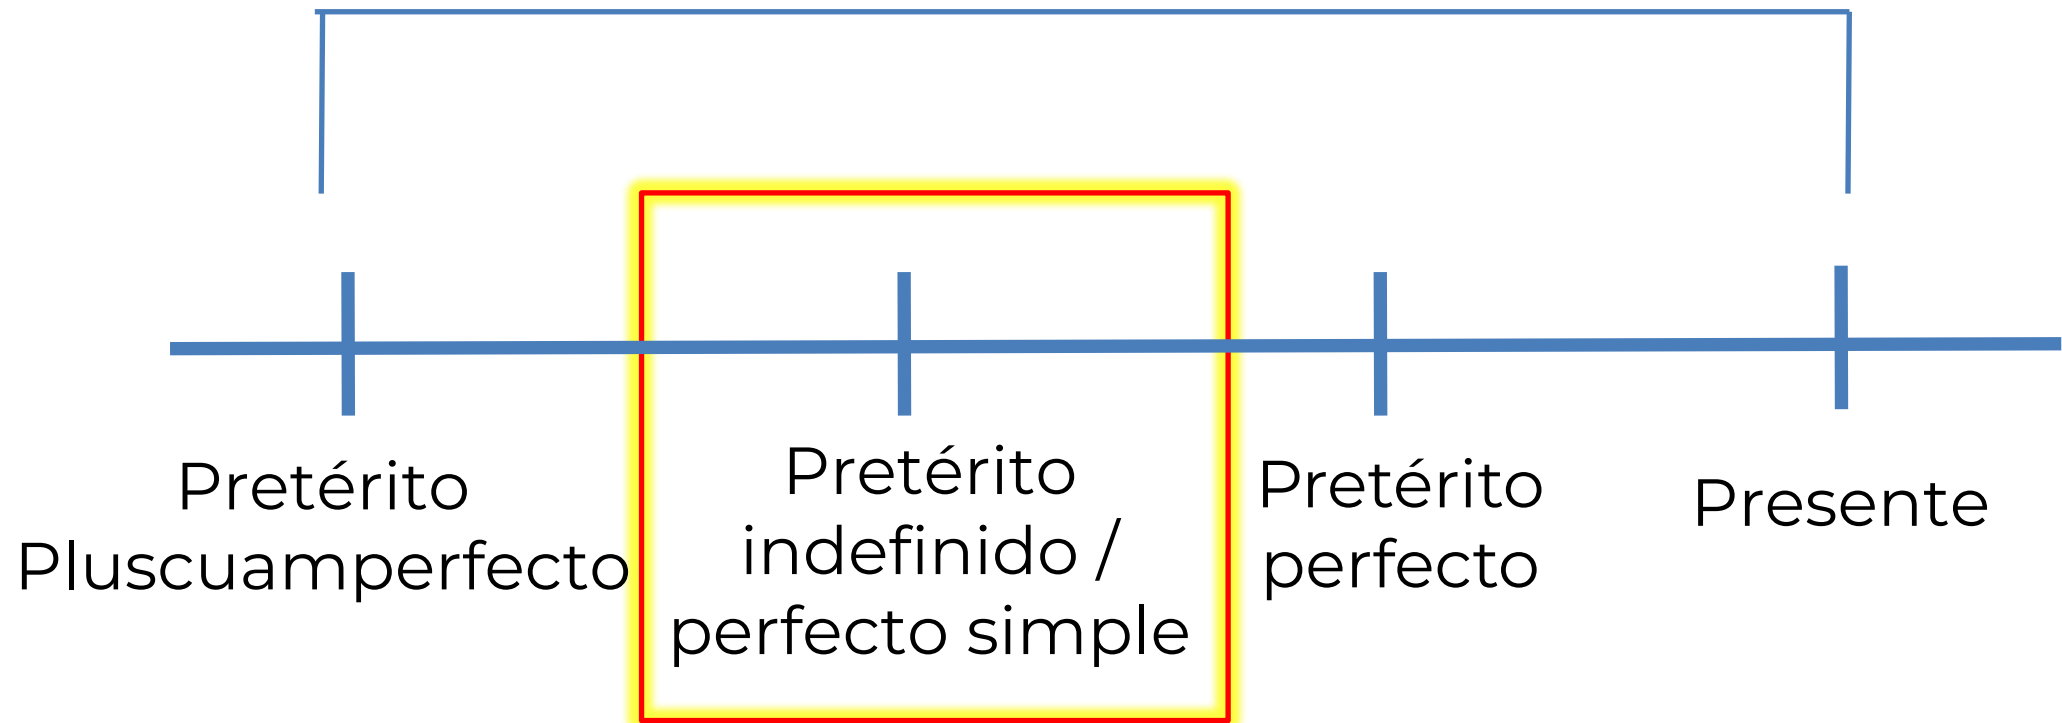 Pretérito
Pluscuamperfecto
Pretérito
indefinido /
perfecto simple
Pretérito
perfecto
Presente